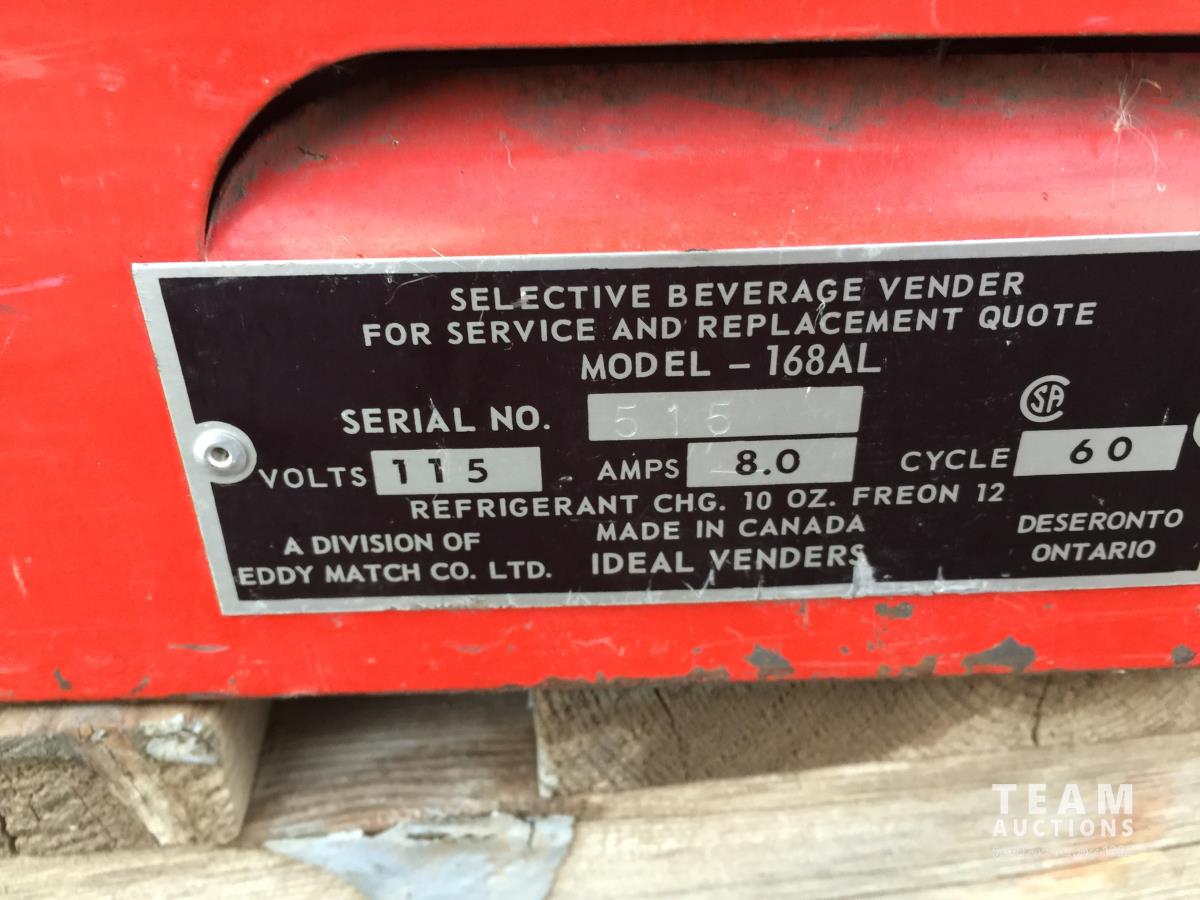 SELECTIVE BEVERAGE VENDER
FOR SERVICE AND REPLACEMENT QUOTE
MODEL – 168AL
SERIAL NO. 515
CSA
VOLTS 115 AMPS 8.0 CYCLE 60
REFRIGERANT CHG. 10 OZ. FREON 12
A DIVISION OF MADE IN CANADA DESERONTO
EDDY MATCH CO. LTD. IDEAL VENDERS ONTARIO
TEAM
AUCTIONS